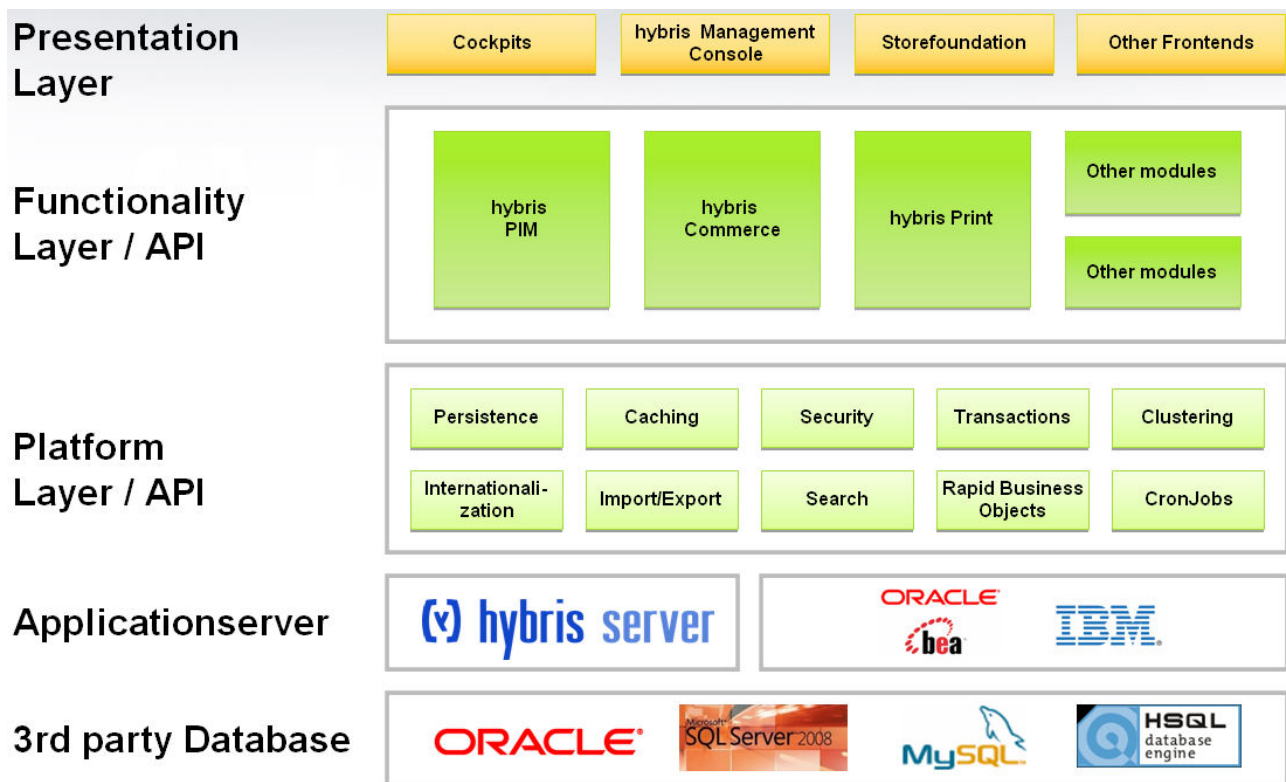 Presentation
Layer
Cockpits
hybris Management
Console
Storefoundation
Other Frontends
Functionality
Layer / API
hybris
PIM
hybris
Commerce
hybris Print
Other modules
Other modules
Platform
Layer / API
Persistence
Caching
Security
Transactions
Clustering
Internationali-
zation
Import/Export
Search
Rapid Business
Objects
CronJobs
Applicationserver
(y) hybris server
ORACLE
bea
IBM
3rd party Database
ORACLE
Microsoft
SQL Server 2008
MySQL
HSQL
database
engine